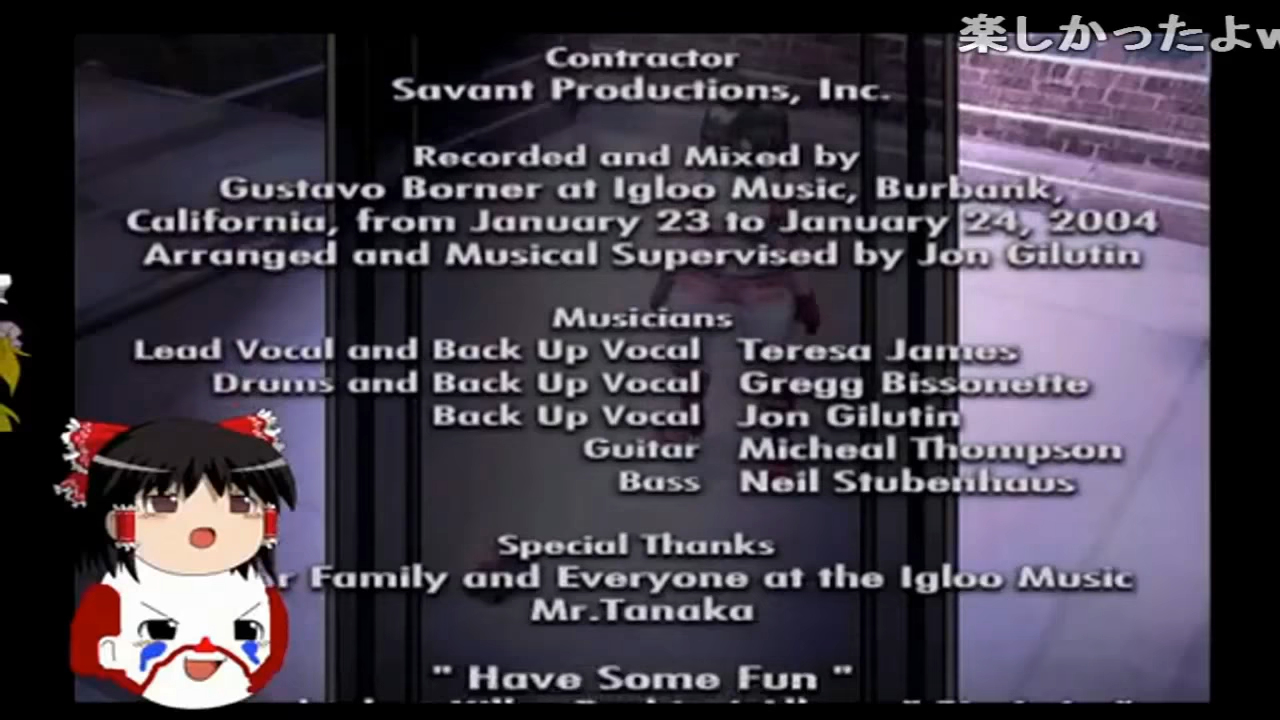 楽しかったよw
Contractor
Savant Productions, Inc.
Recorded and Mixed by
Gustavo Borner at Igloo Music, Burbank,
California, from January 23 to January 24, 2004
Arranged and Musical Supervised by Jon Gilutin
Musicians
Lead Vocal and Back Up Vocal Teresa James
Drums and Back Up Vocal Gregg Bissonette
Back Up Vocal Jon Gilutin
Guitar Micheal Thompson
Bass Neil Stubenhaus
Special Thanks
Family and Everyone at the Igloo Music
Mr.Tanaka
" Have Some Fun "